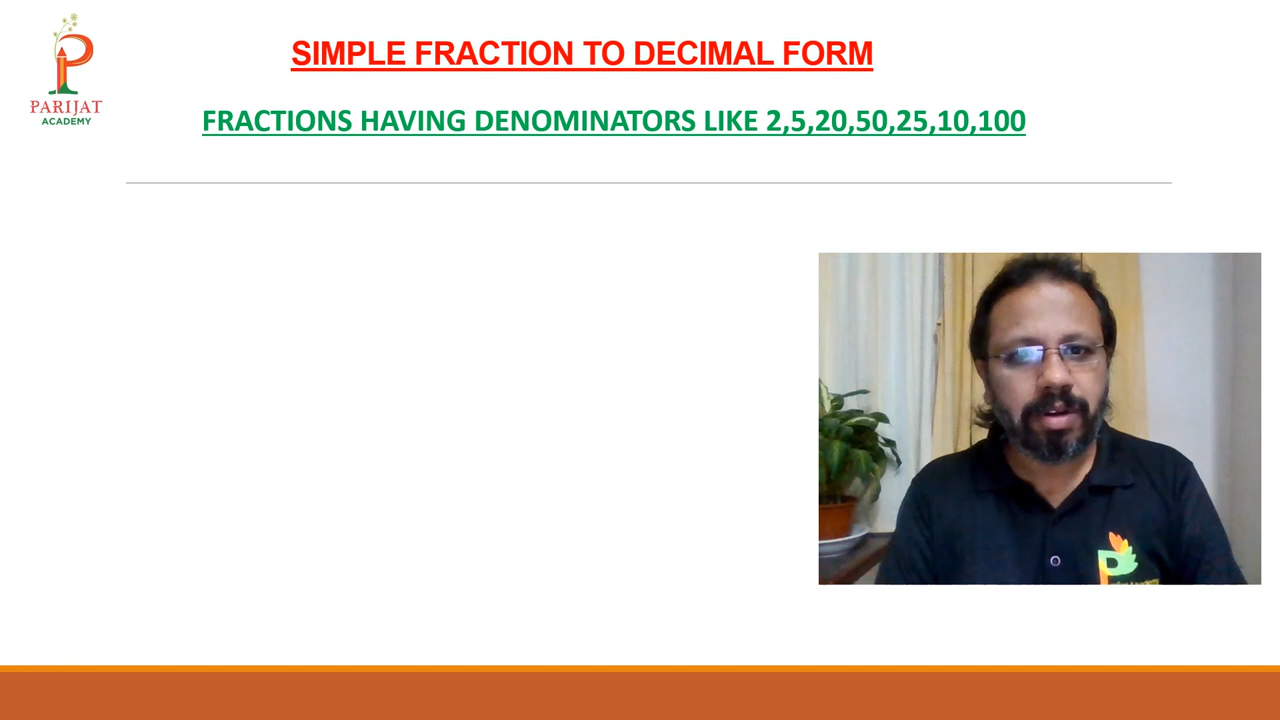 PARIJAT
ACADEMY
SIMPLE FRACTION TO DECIMAL FORM
FRACTIONS HAVING DENOMINATORS LIKE 2,5,20,50,25,10,100